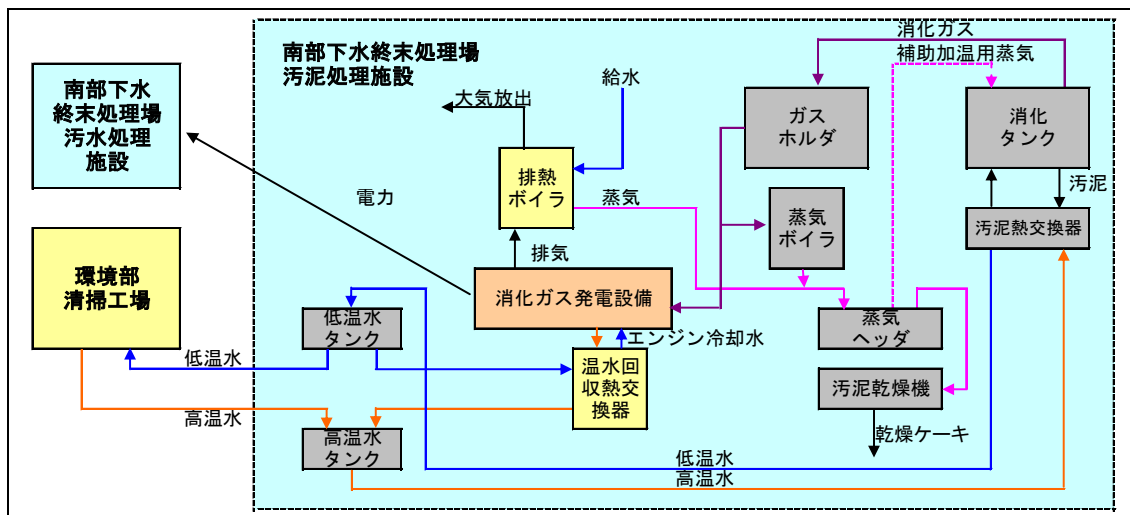 南部下水終末処理場
汚泥処理施設
消化ガス
補助加温用蒸気
南部下水
終末処理場
汚水処理
施設
大気放出
給水
ガス
ホルダ
消化
タンク
排熱
ボイラ
電力
蒸気
蒸気
ボイラ
汚泥
汚泥熱交換器
環境部
清掃工場
排気
消化ガス発電設備
低温水
タンク
エンジン冷却水
蒸気
ヘッダ
低温水
温水回
収熱交
換器
汚泥乾燥機
高温水
高温水
タンク
乾燥ケーキ
低温水
高温水